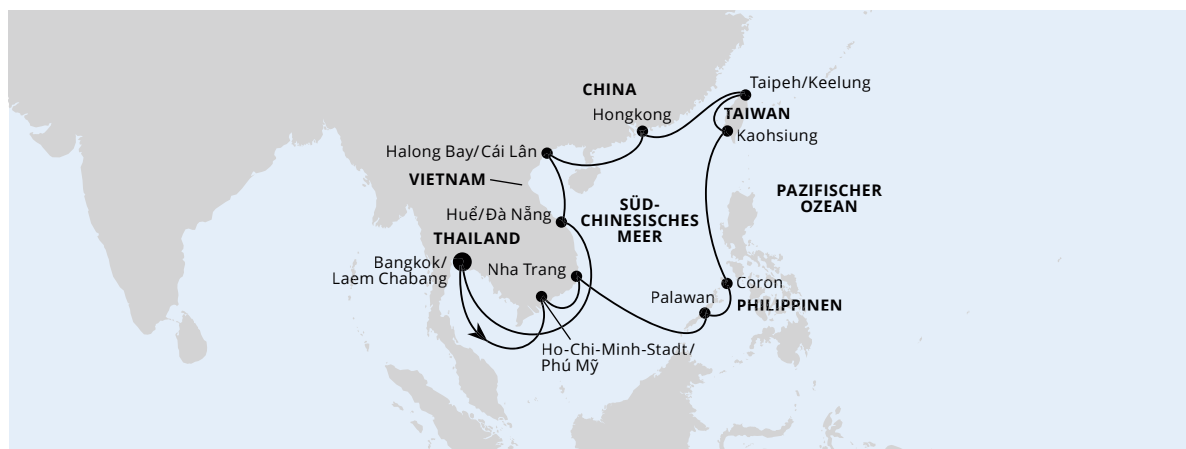 Taipeh/Keelung
CHINA
Hongkong
TAIWAN
Kaohsiung
Halong Bay/Cái Lân
VIETNAM
PAZIFISCHER
OZEAN
SÜD-
CHINESISCHES
MEER
Huể/Đà Nẵng
THAILAND
Bangkok/
Laem Chabang
Nha Trang
Coron
Palawan
PHILIPPINEN
Ho-Chi-Minh-Stadt/
Phú Mỹ